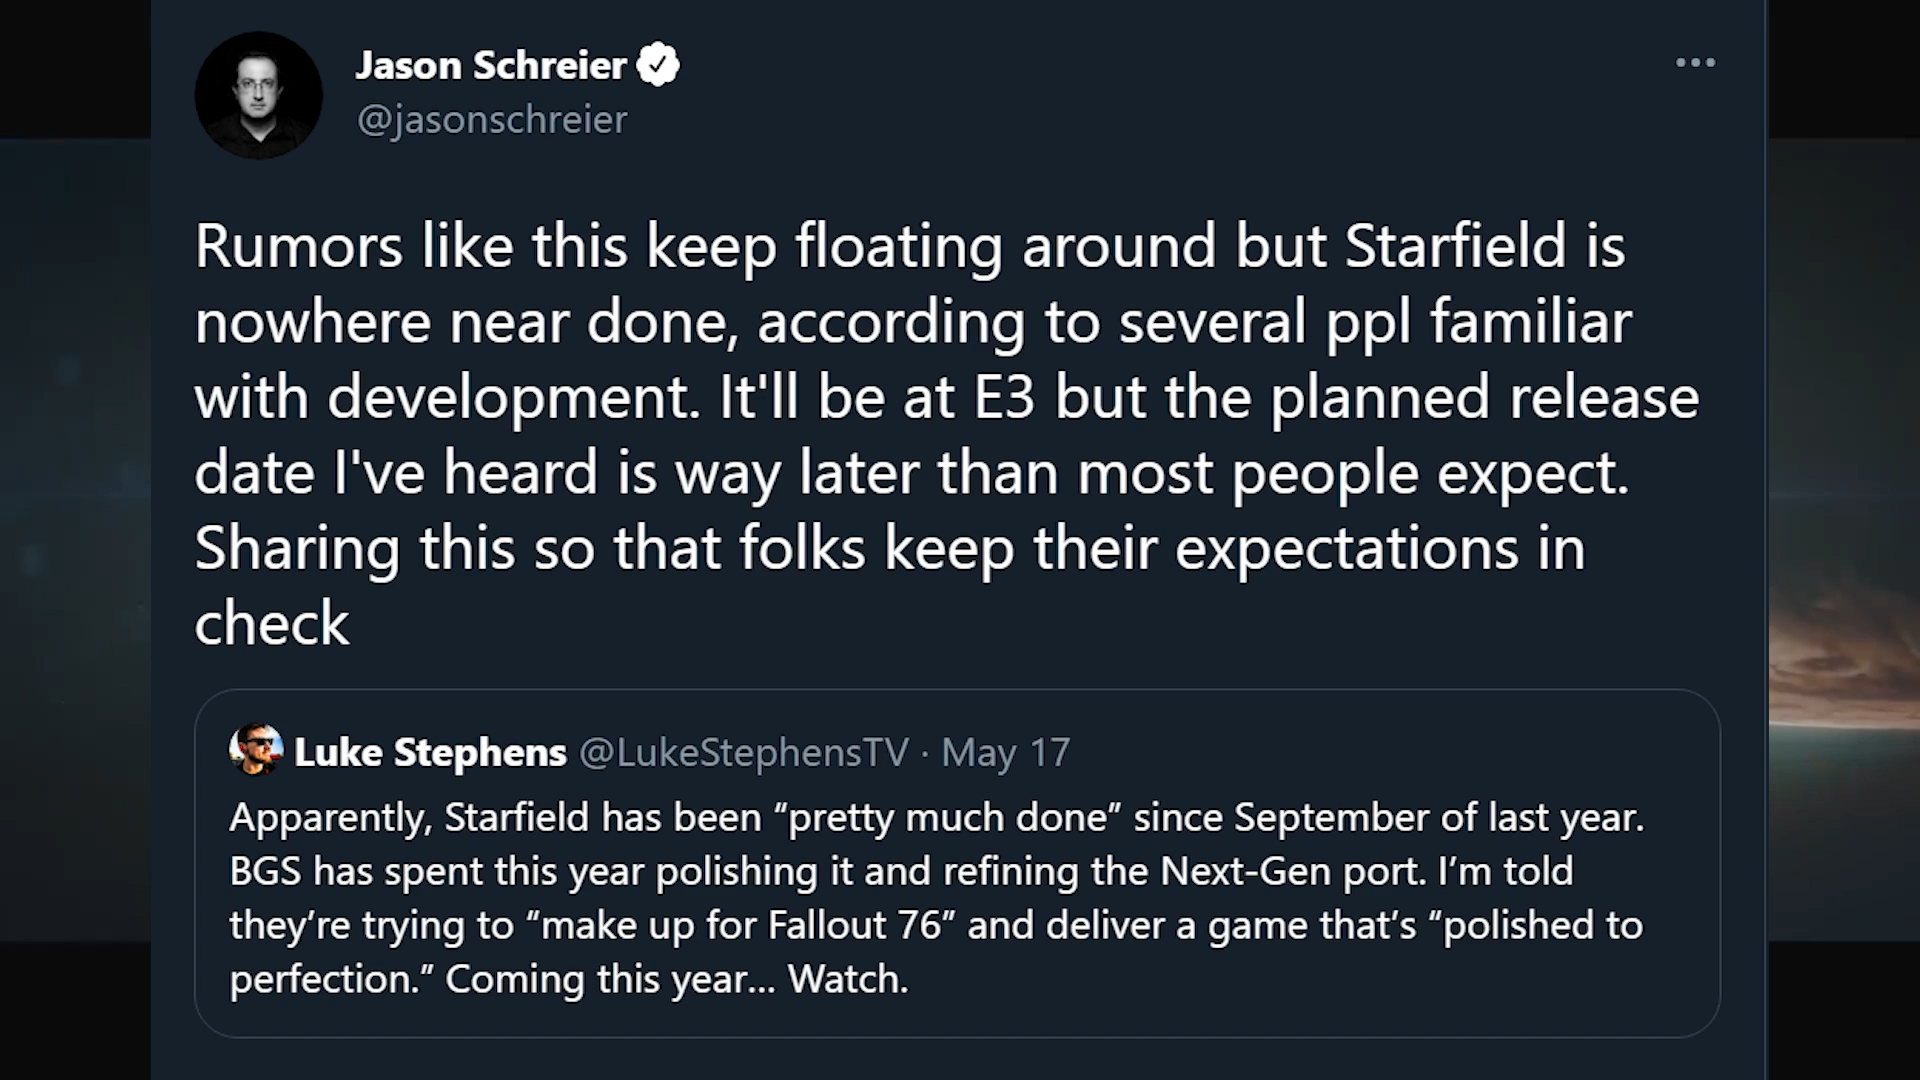 Jason Schreier
@jasonschreier
Rumors like this keep floating around but Starfield is
nowhere near done, according to several ppl familiar
with development. It'll be at E3 but the planned release
date I've heard is way later than most people expect.
Sharing this so that folks keep their expectations in
check
Luke Stephens @LukeStephensTV · May 17
Apparently, Starfield has been “pretty much done” since September of last year.
BGS has spent this year polishing it and refining the Next-Gen port. I’m told
they’re trying to “make up for Fallout 76” and deliver a game that’s “polished to
perfection.” Coming this year... Watch.